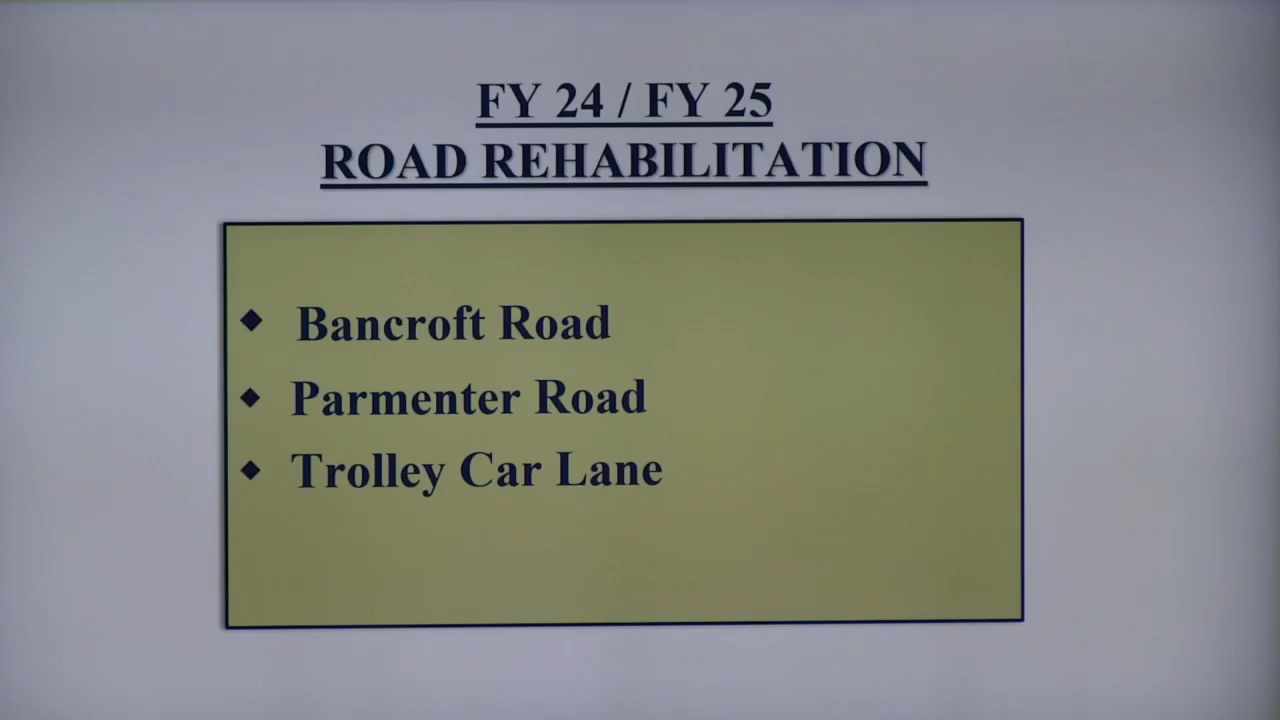 FY 24 / FY 25
ROAD REHABILITATION
◆ Bancroft Road
◆ Parmenter Road
◆ Trolley Car Lane